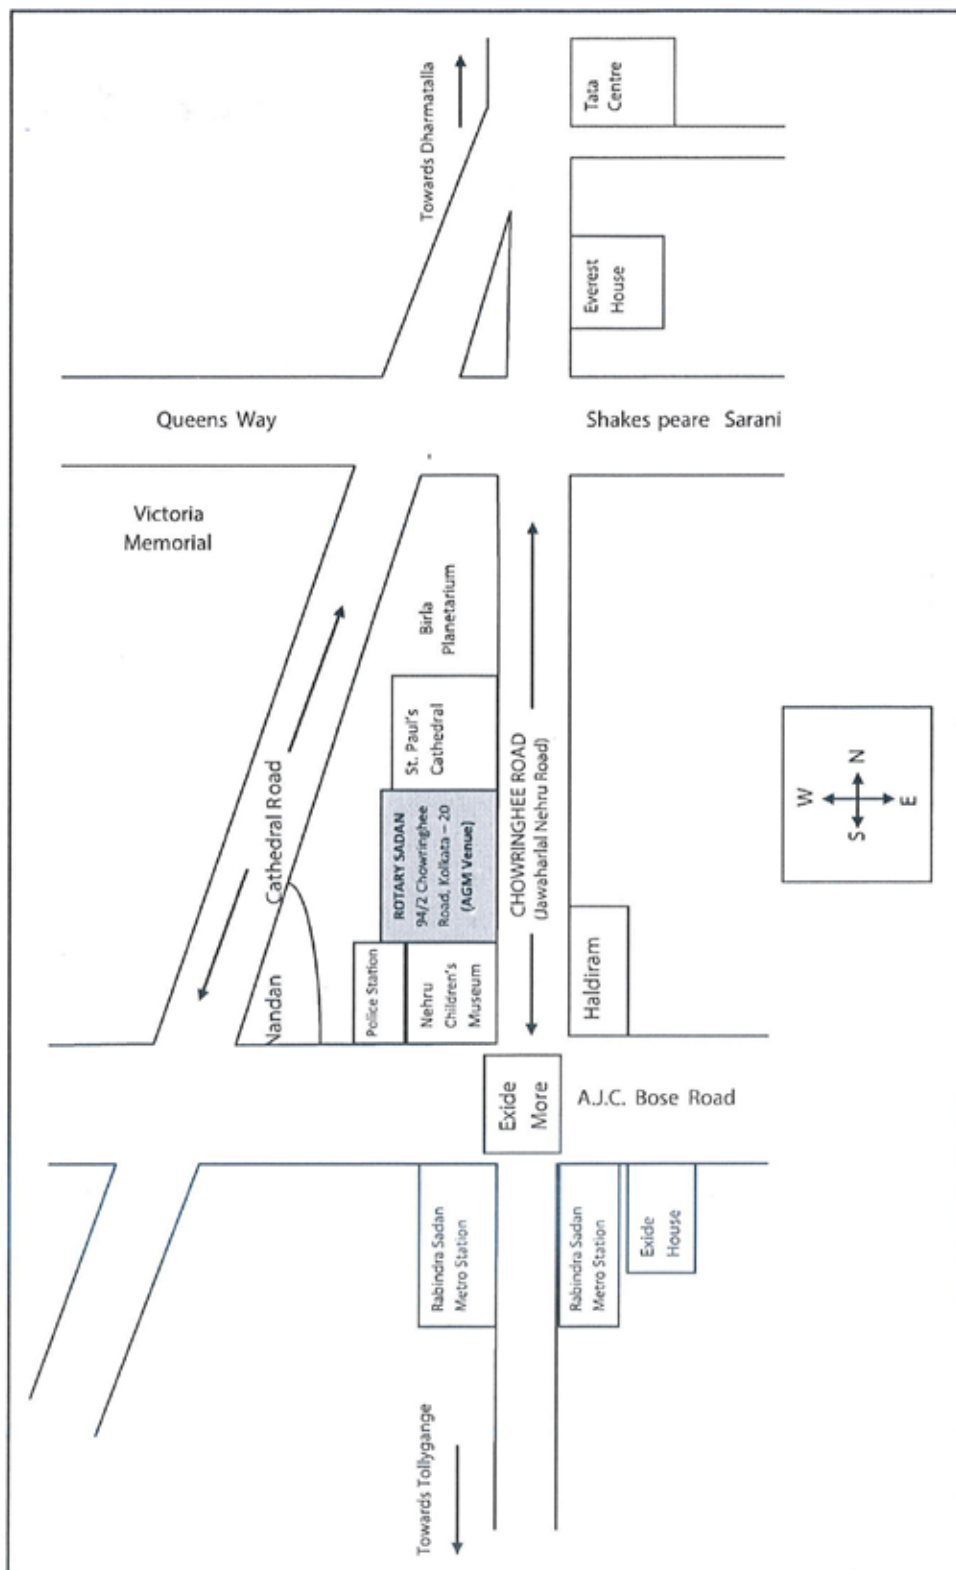 Towards Dharmatalla
Tata
Centre
Everest
House
Queens Way
Shakes peare Sarani
Victoria
Memorial
Birla
Planetarium
St. Paul's
Cathedral
Cathedral Road
ROTARY SADAN
94/2 Chowringhee
Road, Kolkata – 20
(AGM Venue)
CHOWRINGHEE ROAD
(Jawaharlal Nehru Road)
W
N
S
E
Nandan
Police Station
Nehru
Children's
Museum
Haldiram
Exide
More
A.J.C. Bose Road
Rabindra Sadan
Metro Station
Rabindra Sadan
Metro Station
Exide
House
Towards Tollygange